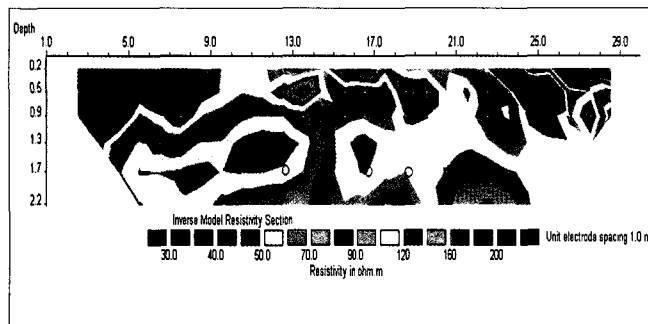 Depth
1.0 5.0 9.0 13.0 17.0 21.0 25.0 29.0
0.2
0.6
0.9
1.3
1.7
2.2
Inverse Model Resistivity Section
Unit electrode spacing 1.0 m
30.0 40.0 50.0 70.0 90.0 120 160 200
Resistivity in ohm.m